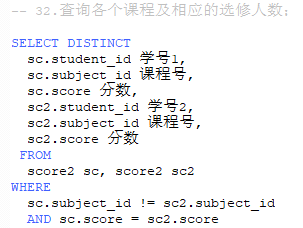 -- 32.查询各个课程及相应的选修人数;
SELECT DISTINCT
sc.student_id 学号1,
sc.subject_id 课程号,
sc.score 分数,
sc2.student_id 学号2,
sc2.subject_id 课程号,
sc2.score 分数
FROM
score2 sc, score2 sc2
WHERE
sc.subject_id != sc2.subject_id
AND sc.score = sc2.score